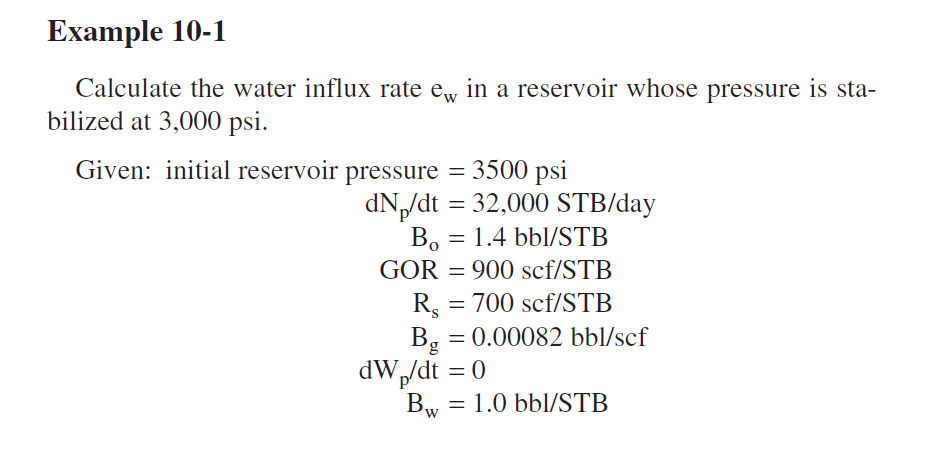 Example 10-1
Calculate the water influx rate e_w in a reservoir whose pressure is sta-
bilized at 3,000 psi.
Given: initial reservoir pressure = 3500 psi
dN_p/dt = 32,000 STB/day
B_o = 1.4 bbl/STB
GOR = 900 scf/STB
R_s = 700 scf/STB
B_g = 0.00082 bbl/scf
dW_p/dt = 0
B_w = 1.0 bbl/STB